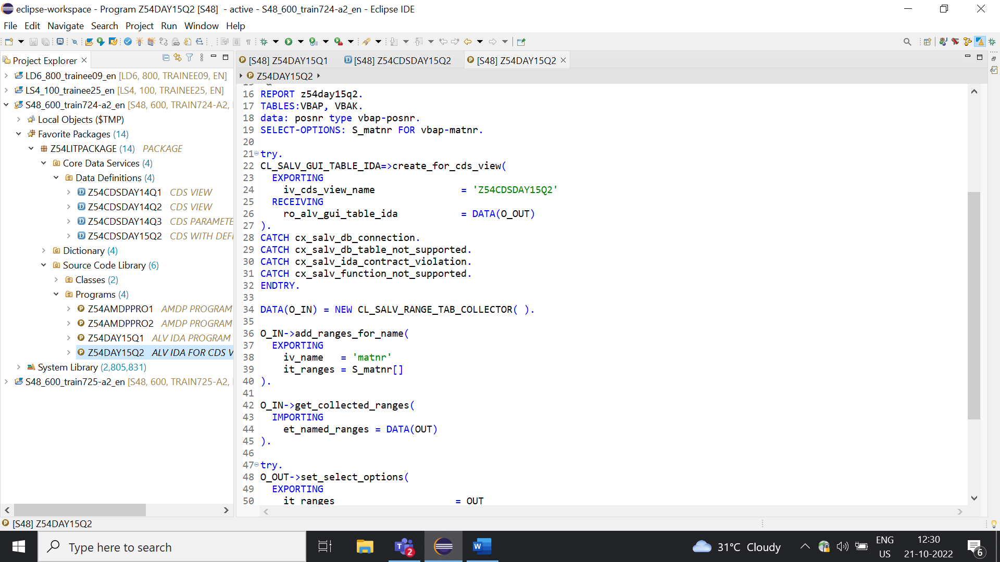 eclipse-workspace - Program Z54DAY15Q2 [S48]  - active - S48_600_train724-a2_en - Eclipse IDE
File Edit Navigate Search Project Run Window Help
Project Explorer
[S48] Z54DAY15Q1
[S48] Z54CDSDAY15Q2
[S48] Z54DAY15Q2
LD6_800_trainee09_en [LD6, 800, TRAINEE09, EN]
LS4_100_trainee25_en [LS4, 100, TRAINEE25, EN]
S48_600_train724-a2_en [S48, 600, TRAIN724-A2,
Local Objects ($TMP)
Favorite Packages (14)
Z54LITPACKAGE (14) PACKAGE
Core Data Services (4)
Data Definitions (4)
Z54CDSDAY14Q1 CDS VIEW
Z54CDSDAY14Q2 CDS VIEW
Z54CDSDAY14Q3 CDS PARAMETE
Z54CDSDAY15Q2 CDS WITH DEF
Dictionary (4)
Source Code Library (6)
Classes (2)
Programs (4)
Z54AMDPPRO1 AMDP PROGRAM
Z54AMDPPRO2 AMDP PROGRAM
Z54DAY15Q1 ALV IDA PROGRAM
Z54DAY15Q2 ALV IDA FOR CDS V
System Library (2,805,831)
S48_600_train725-a2_en [S48, 600, TRAIN725-A2,
Z54DAY15Q2
16 REPORT z54day15q2.
17 TABLES:VBAP, VBAK.
18 data: posnr type vbap-posnr.
19 SELECT-OPTIONS: S_matnr FOR vbap-matnr.
20
21 try.
22 CL_SALV_GUI_TABLE_IDA=>create_for_cds_view(
23 EXPORTING
24 iv_cds_view_name = 'Z54CDSDAY15Q2'
25 RECEIVING
26 ro_alv_gui_table_ida = DATA(O_OUT)
27 ).
28 CATCH cx_salv_db_connection.
29 CATCH cx_salv_db_table_not_supported.
30 CATCH cx_salv_ida_contract_violation.
31 CATCH cx_salv_function_not_supported.
32 ENDTRY.
33
34 DATA(O_IN) = NEW CL_SALV_RANGE_TAB_COLLECTOR( ).
35
36 O_IN->add_ranges_for_name(
37 EXPORTING
38 iv_name = 'matnr'
39 it_ranges = S_matnr[]
40 ).
41
42 O_IN->get_collected_ranges(
43 IMPORTING
44 et_named_ranges = DATA(OUT)
45 ).
46
47 try.
48 O_OUT->set_select_options(
49 EXPORTING
50 it_ranges = OUT
[S48] Z54DAY15Q2
Type here to search
2
31°C Cloudy
ENG
US
12:30
21-10-2022
6